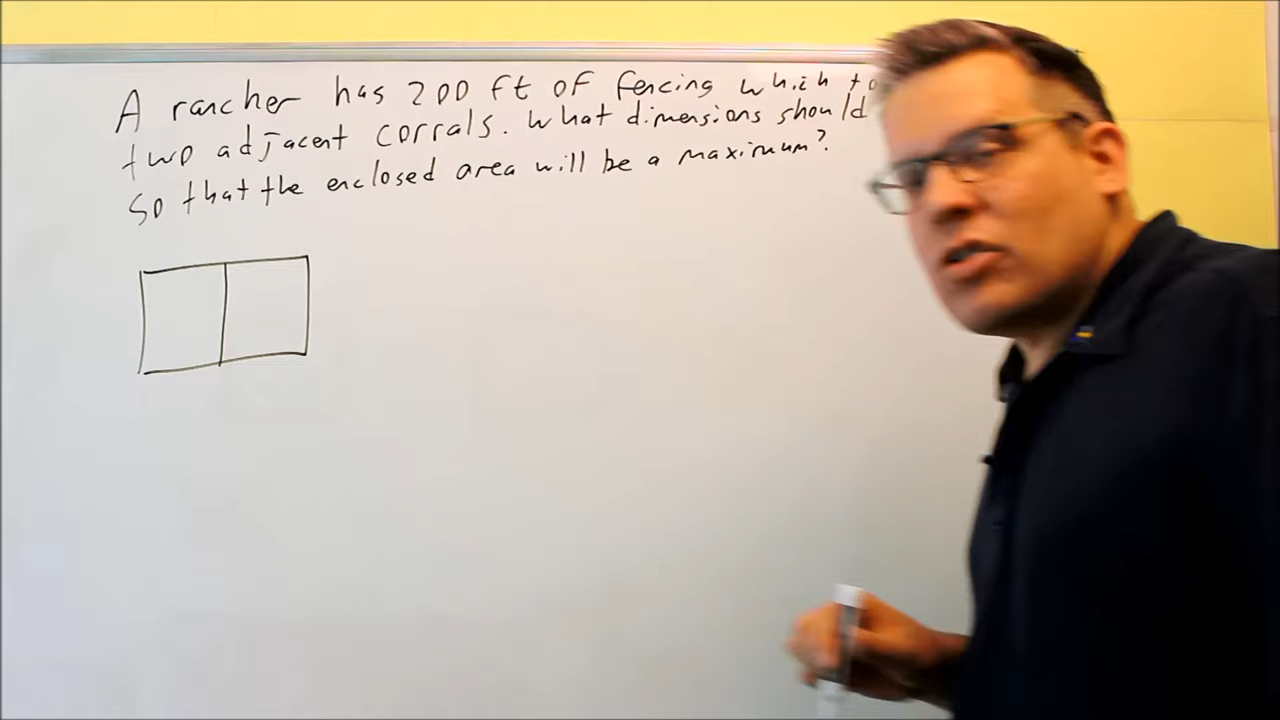 A rancher has 200 ft of fencing which to
two adjacent corrals. What dimensions should
so that the enclosed area will be a maximum?